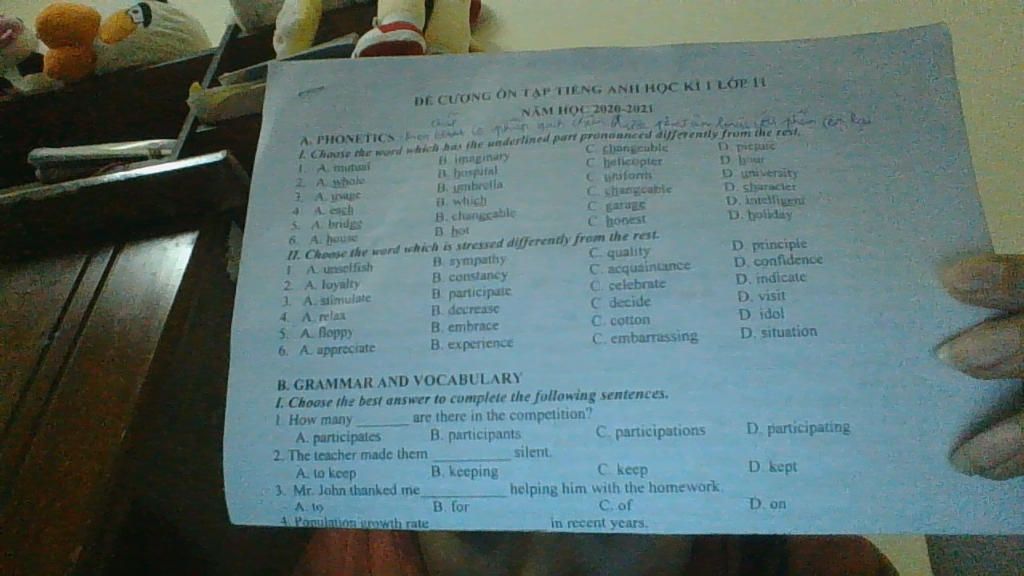 ĐỀ CƯƠNG ÔN TẬP TIẾNG ANH HỌC KÌ 1 LỚP 11
NĂM HỌC 2020-2021
A. PHONETICS
I. Choose the word which has the underlined part pronounced differently from the rest.
1. A. mutual B. imaginary C. changeable D. picture
2. A. whole B. hospital C. helicopter D. hour
3. A. usage B. umbrella C. uniform D. university
4. A. each B. which C. changeable D. character
5. A. bridge B. changeable C. garage D. intelligent
6. A. house B. hot C. honest D. holiday
II. Choose the word which is stressed differently from the rest.
1. A. unselfish B. sympathy C. quality D. principle
2. A. loyalty B. constancy C. acquaintance D. confidence
3. A. stimulate B. participate C. celebrate D. indicate
4. A. relax B. decrease C. decide D. visit
5. A. floppy B. embrace C. cotton D. idol
6. A. appreciate B. experience C. embarrassing D. situation
B. GRAMMAR AND VOCABULARY
I. Choose the best answer to complete the following sentences.
1. How many ________ are there in the competition?
A. participates B. participants C. participations D. participating
2. The teacher made them ________ silent.
A. to keep B. keeping C. keep D. kept
3. Mr. John thanked me ________ helping him with the homework.
A. to B. for C. of D. on
4. Population growth rate ________ in recent years.